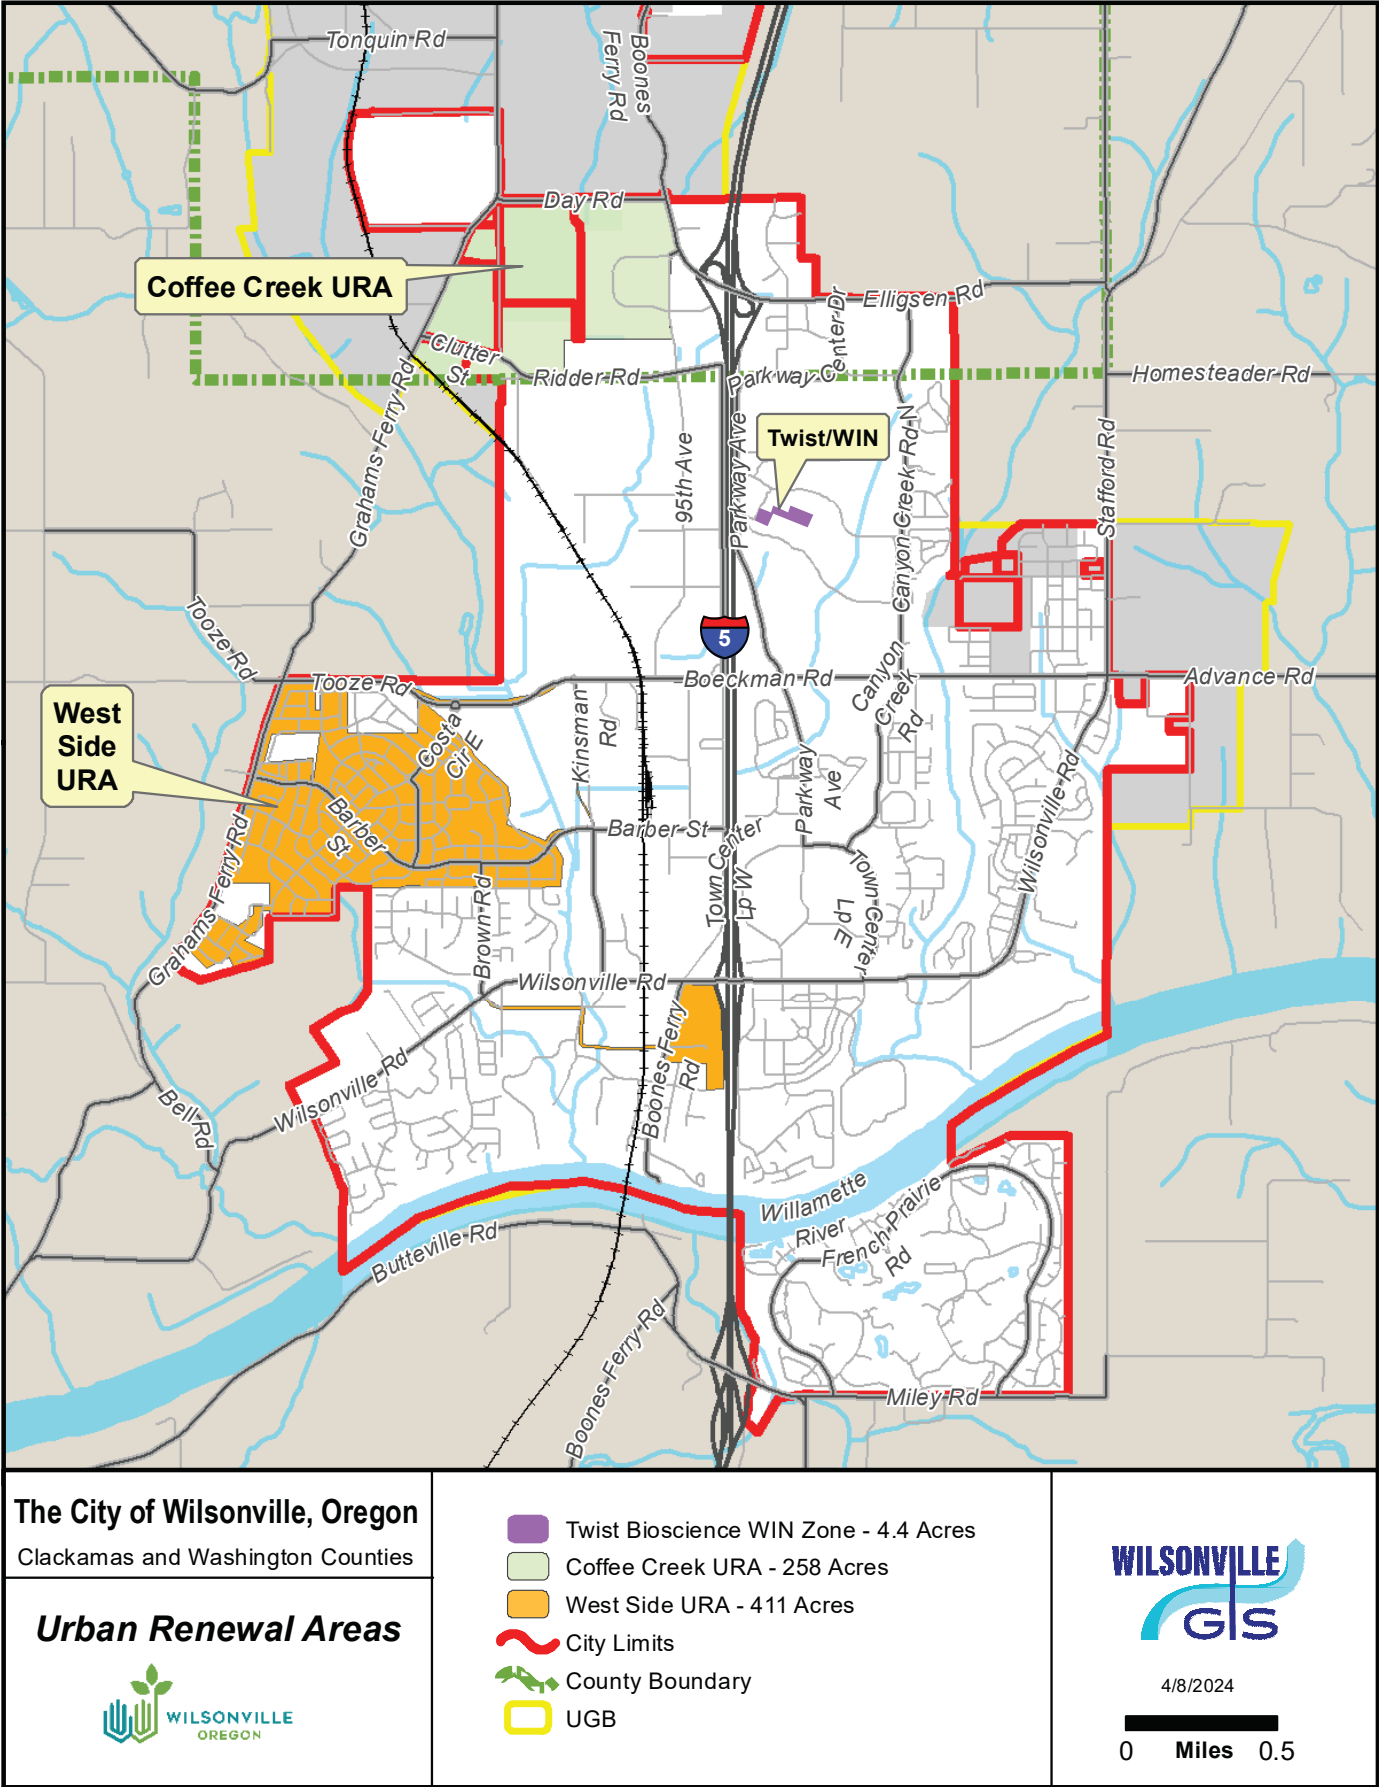 Tonquin Rd
Boones
Ferry Rd
Day Rd
Coffee Creek URA
Elligsen Rd
Parkway Center Dr
Clutter
St
Ridder Rd
Homesteader Rd
Grahams Ferry Rd
95th Ave
Parkway Ave
Twist/WIN
Canyon Creek Rd N
Stafford Rd
5
Tooze Rd
Tooze Rd
Boeckman Rd
Advance Rd
West
Side
URA
Costa
Cir E
Kinsman
Rd
Canyon
Creek
Rd
Parkway
Ave
Barber
St
Barber St
Town Center
Lp W
Town Center
Lp E
Wilsonville Rd
Grahams Ferry Rd
Brown Rd
Wilsonville Rd
Boones Ferry
Rd
Wilsonville Rd
Bell Rd
Willamette
River
French Prairie
Rd
Butteville Rd
Boones Ferry Rd
Miley Rd
The City of Wilsonville, Oregon
Clackamas and Washington Counties
Urban Renewal Areas
WILSONVILLE
OREGON
Twist Bioscience WIN Zone - 4.4 Acres
Coffee Creek URA - 258 Acres
West Side URA - 411 Acres
City Limits
County Boundary
UGB
WILSONVILLE
GIS
4/8/2024
0 Miles 0.5